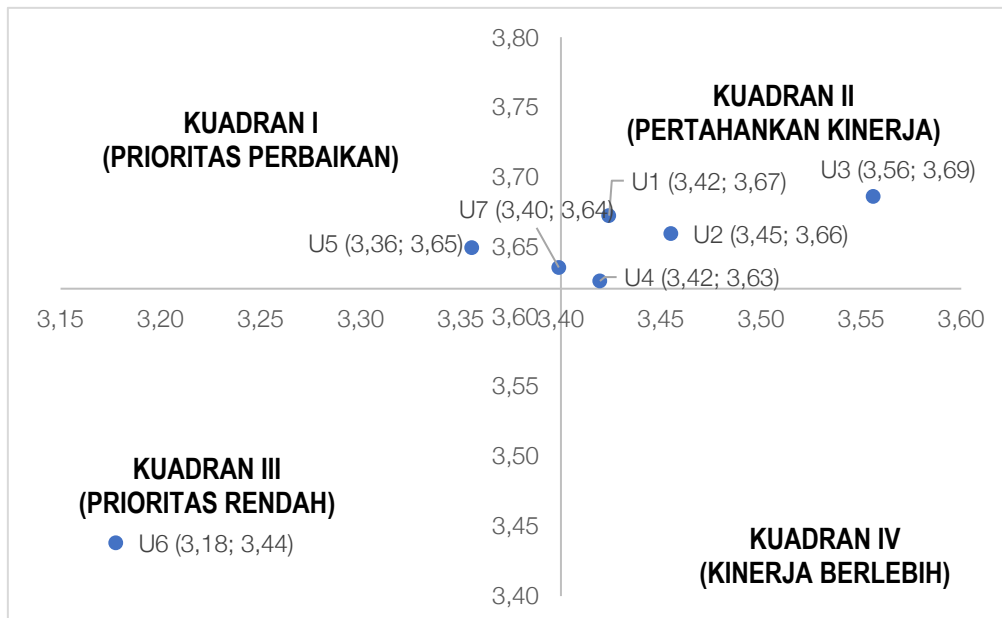 3,80
3,75
KUADRAN I
(PRIORITAS PERBAIKAN)
KUADRAN II
(PERTAHANKAN KINERJA)
3,70
U1 (3,42; 3,67)
U3 (3,56; 3,69)
U7 (3,40; 3,64)
U5 (3,36; 3,65)
3,65
U2 (3,45; 3,66)
U4 (3,42; 3,63)
3,15 3,20 3,25 3,30 3,35 3,40 3,45 3,50 3,55 3,60
3,60
3,55
3,50
KUADRAN III
(PRIORITAS RENDAH)
3,45
U6 (3,18; 3,44)
KUADRAN IV
(KINERJA BERLEBIH)
3,40